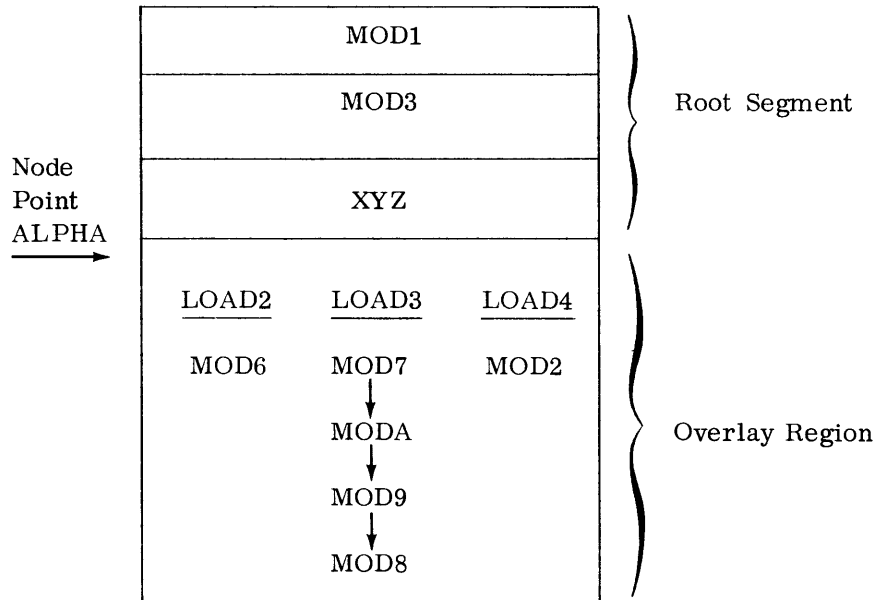 MOD1
MOD3
Root Segment
Node
Point
ALPHA
XYZ
LOAD2 LOAD3 LOAD4
MOD6 MOD7 MOD2
MODA
Overlay Region
MOD9
MOD8